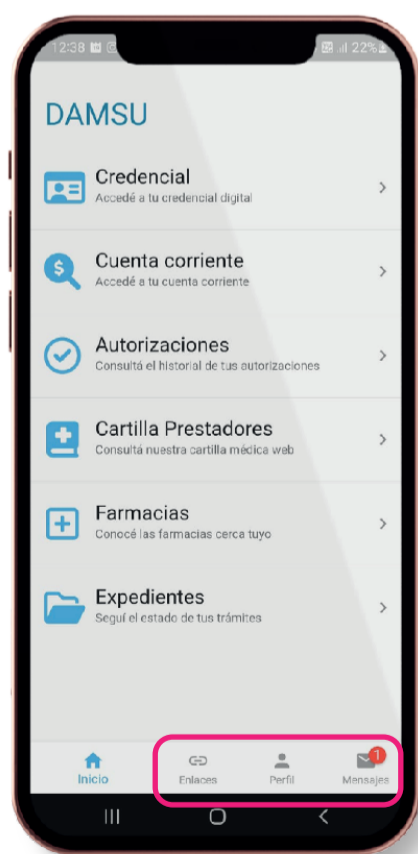 12:38
22%
DAMSU
Credencial
Accedé a tu credencial digital
Cuenta corriente
Accedé a tu cuenta corriente
Autorizaciones
Consultá el historial de tus autorizaciones
Cartilla Prestadores
Consultá nuestra cartilla médica web
Farmacias
Conocé las farmacias cerca tuyo
Expedientes
Seguí el estado de tus trámites
1
Inicio Enlaces Perfil Mensajes